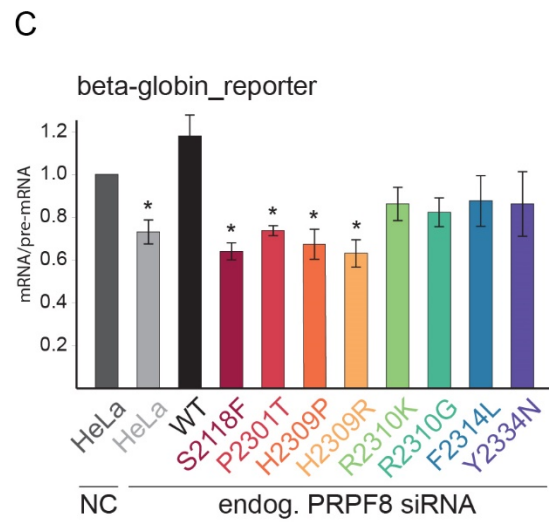 C
beta-globin_reporter
mRNA/pre-mRNA
1.2
1.0
0.8
0.6
0.4
0.2
* * * * *
HeLa HeLa WT S2118F P2301T H2309P H2309R R2310K R2310G F2314L Y2334N
NC endog. PRPF8 siRNA